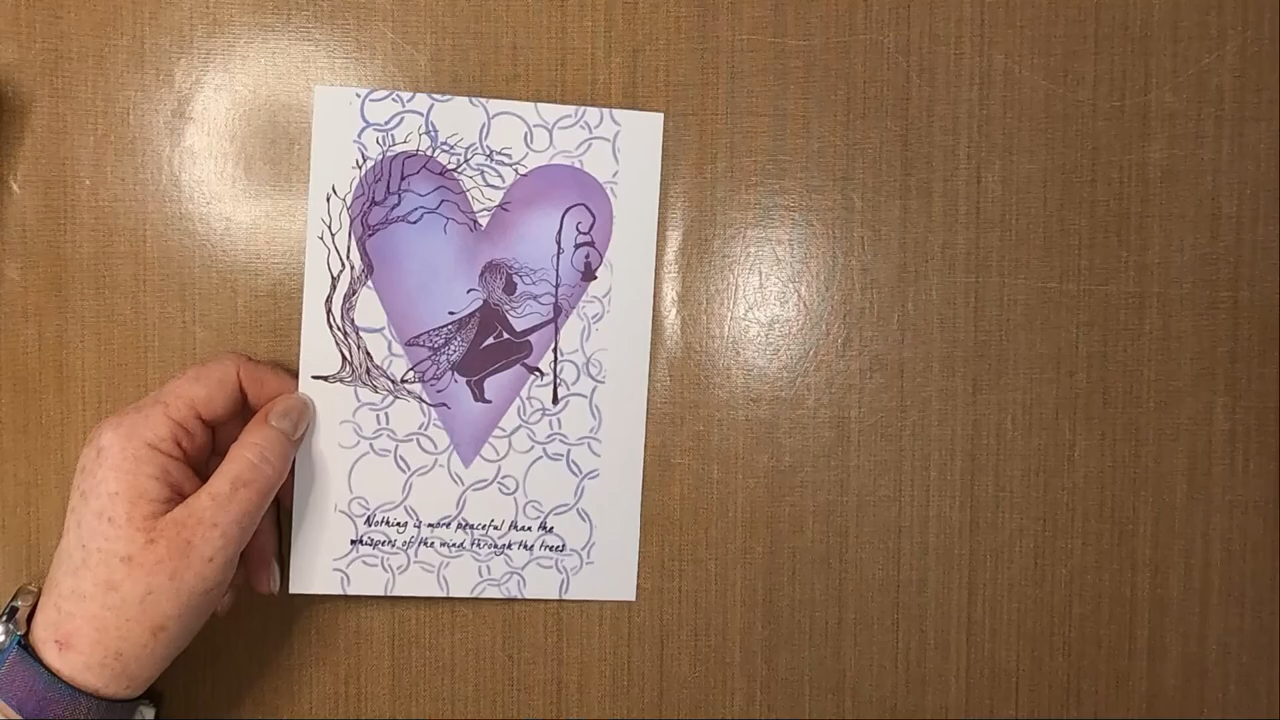 Nothing is more peaceful than the
whispers of the wind through the trees